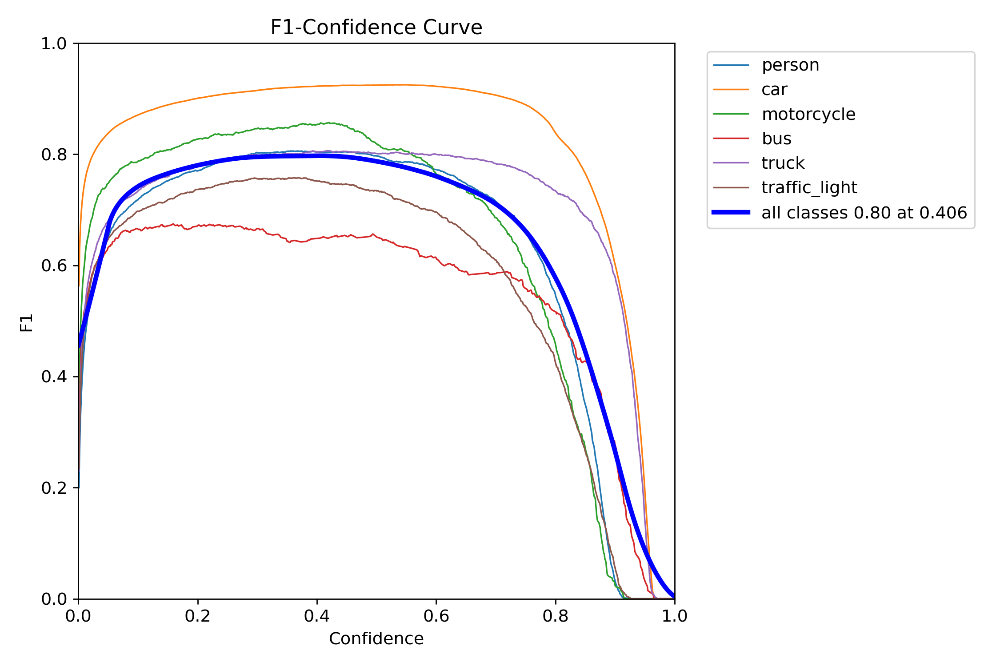 F1-Confidence Curve
1.0
0.8
0.6
0.4
0.2
0.0
F1
0.0 0.2 0.4 0.6 0.8 1.0
Confidence
person
car
motorcycle
bus
truck
traffic_light
all classes 0.80 at 0.406